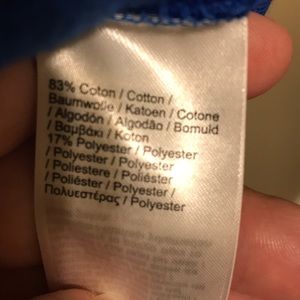 83% Coton / Cotton /
Baumwolle / Katoen / Cotone
/ Algodón / Algodão / Bomuld
/ Βαμβάκι / Koton
17% Polyester / Polyester
/ Polyester / Polyester
/ Poliestere / Poliéster
/ Poliéster / Polyester /
Πολυεστέρας / Polyester